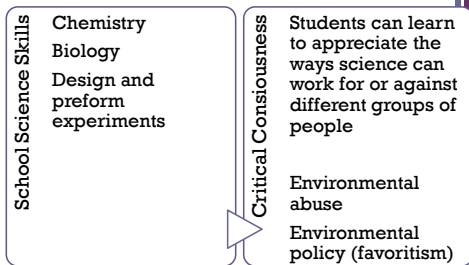 School Science Skills
Chemistry
Biology
Design and
preform
experiments
Critical Consiousness
Students can learn
to appreciate the
ways science can
work for or against
different groups of
people
Environmental
abuse
Environmental
policy (favoritism)